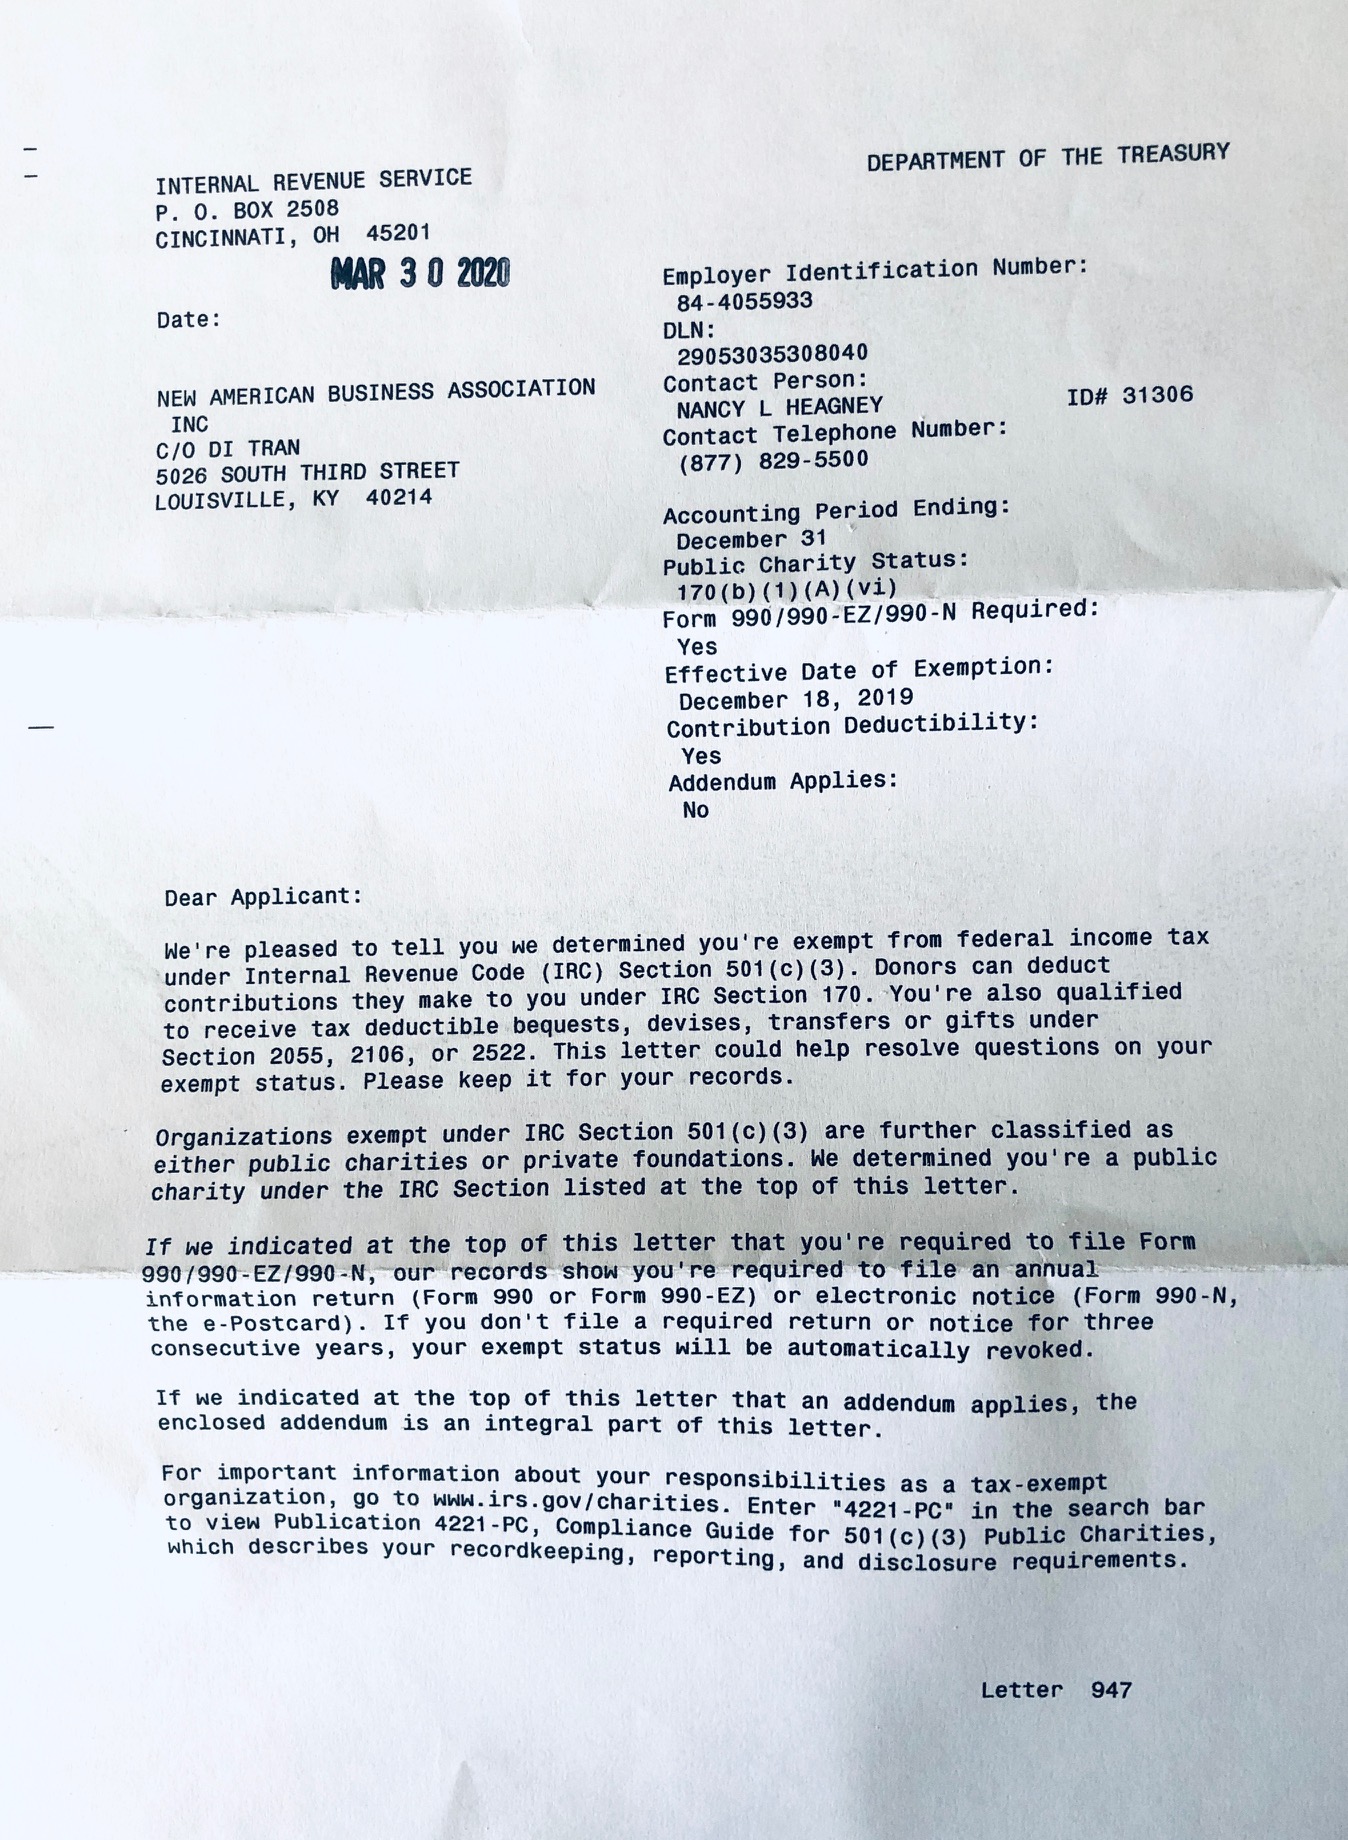 DEPARTMENT OF THE TREASURY
INTERNAL REVENUE SERVICE
P. O. BOX 2508
CINCINNATI, OH 45201
MAR 30 2020
Date:
NEW AMERICAN BUSINESS ASSOCIATION
INC
C/O DI TRAN
5026 SOUTH THIRD STREET
LOUISVILLE, KY 40214
Employer Identification Number:
84-4055933
DLN:
29053035308040
Contact Person:
NANCY L HEAGNEY ID# 31306
Contact Telephone Number:
(877) 829-5500
Accounting Period Ending:
December 31
Public Charity Status:
170(b)(1)(A)(vi)
Form 990/990-EZ/990-N Required:
Yes
Effective Date of Exemption:
December 18, 2019
Contribution Deductibility:
Yes
Addendum Applies:
No
Dear Applicant:
We're pleased to tell you we determined you're exempt from federal income tax
under Internal Revenue Code (IRC) Section 501(c)(3). Donors can deduct
contributions they make to you under IRC Section 170. You're also qualified
to receive tax deductible bequests, devises, transfers or gifts under
Section 2055, 2106, or 2522. This letter could help resolve questions on your
exempt status. Please keep it for your records.
Organizations exempt under IRC Section 501(c)(3) are further classified as
either public charities or private foundations. We determined you're a public
charity under the IRC Section listed at the top of this letter.
If we indicated at the top of this letter that you're required to file Form
990/990-EZ/990-N, our records show you're required to file an annual
information return (Form 990 or Form 990-EZ) or electronic notice (Form 990-N,
the e-Postcard). If you don't file a required return or notice for three
consecutive years, your exempt status will be automatically revoked.
If we indicated at the top of this letter that an addendum applies, the
enclosed addendum is an integral part of this letter.
For important information about your responsibilities as a tax-exempt
organization, go to www.irs.gov/charities. Enter "4221-PC" in the search bar
to view Publication 4221-PC, Compliance Guide for 501(c)(3) Public Charities,
which describes your recordkeeping, reporting, and disclosure requirements.
Letter 947